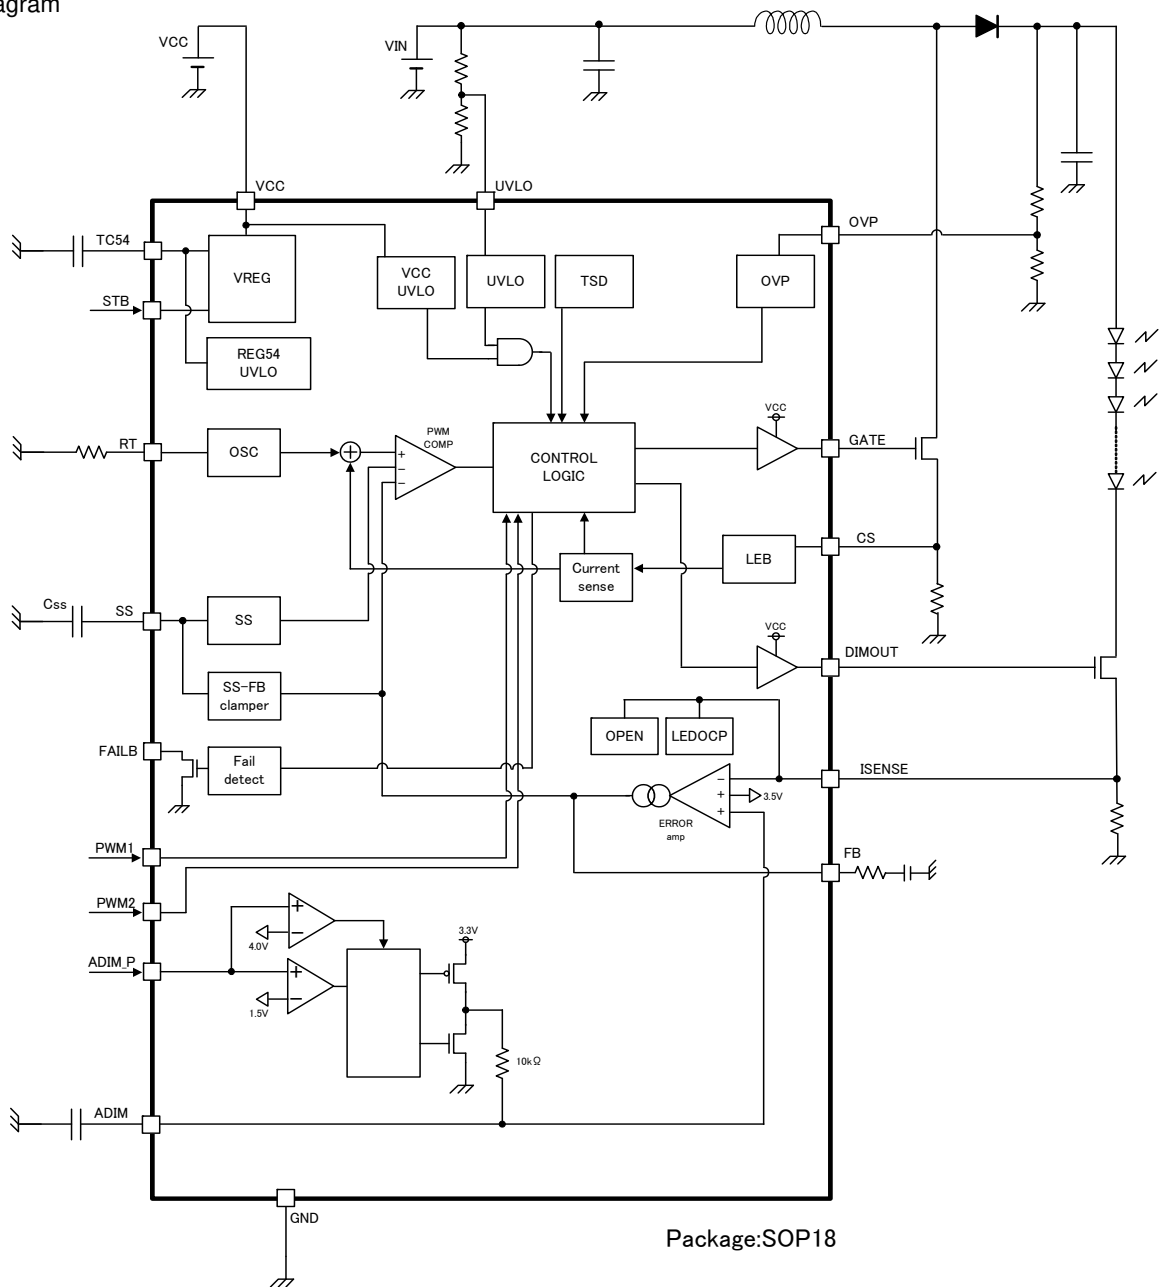 agram
VCC
VIN
VCC
UVLO
TC54
OVP
VREG
VCC
UVLO
UVLO
TSD
OVP
STB
REG54
UVLO
RT
OSC
+
PWM
COMP
+
−
−
CONTROL
LOGIC
VCC
GATE
CS
LEB
Current
sense
Css
SS
SS
VCC
DIMOUT
SS-FB
clamper
OPEN
LEDOCP
FAILB
Fail
detect
ISENSE
−
+
+
3.5V
ERROR
amp
PWM1
FB
PWM2
+
−
4.0V
3.3V
ADIM_P
+
−
1.5V
10kΩ
ADIM
GND
Package:SOP18